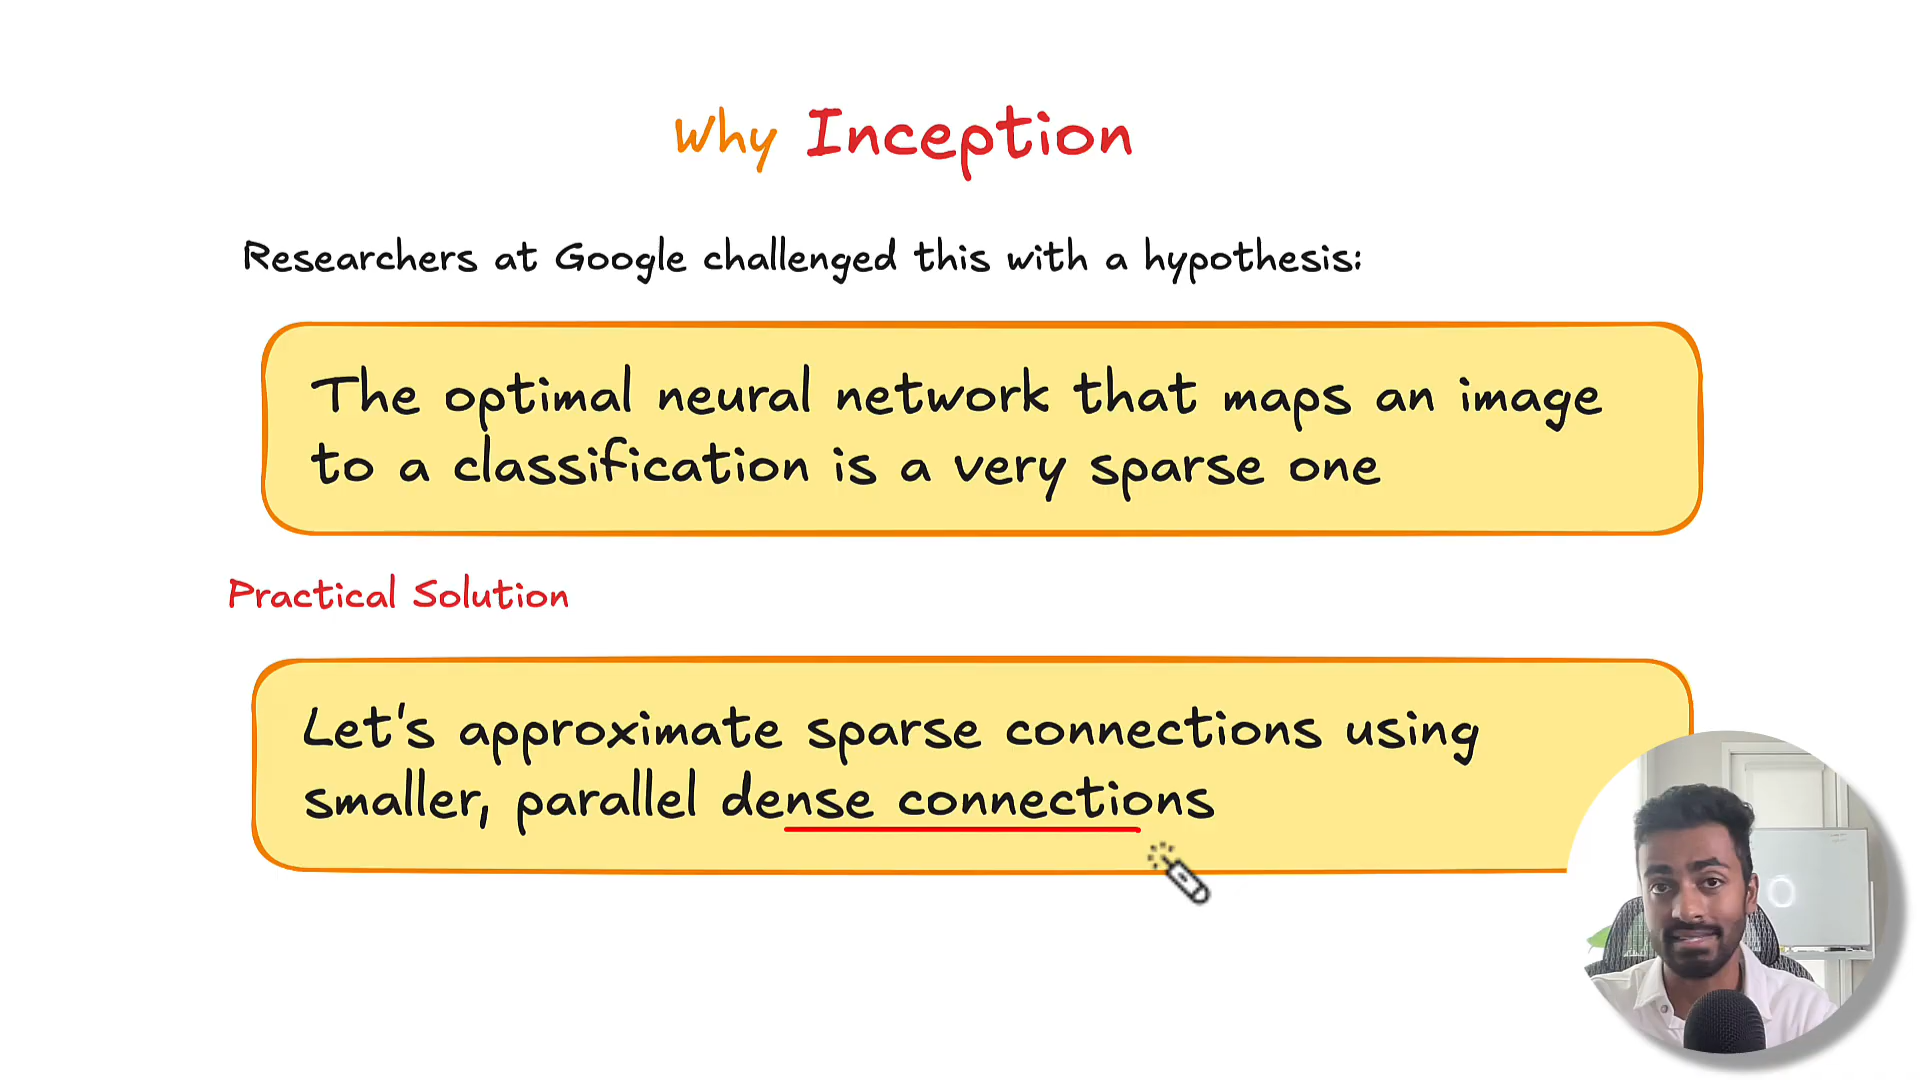 Why Inception
Researchers at Google challenged this with a hypothesis:
The optimal neural network that maps an image
to a classification is a very sparse one
Practical Solution
Let's approximate sparse connections using
smaller, parallel dense connections